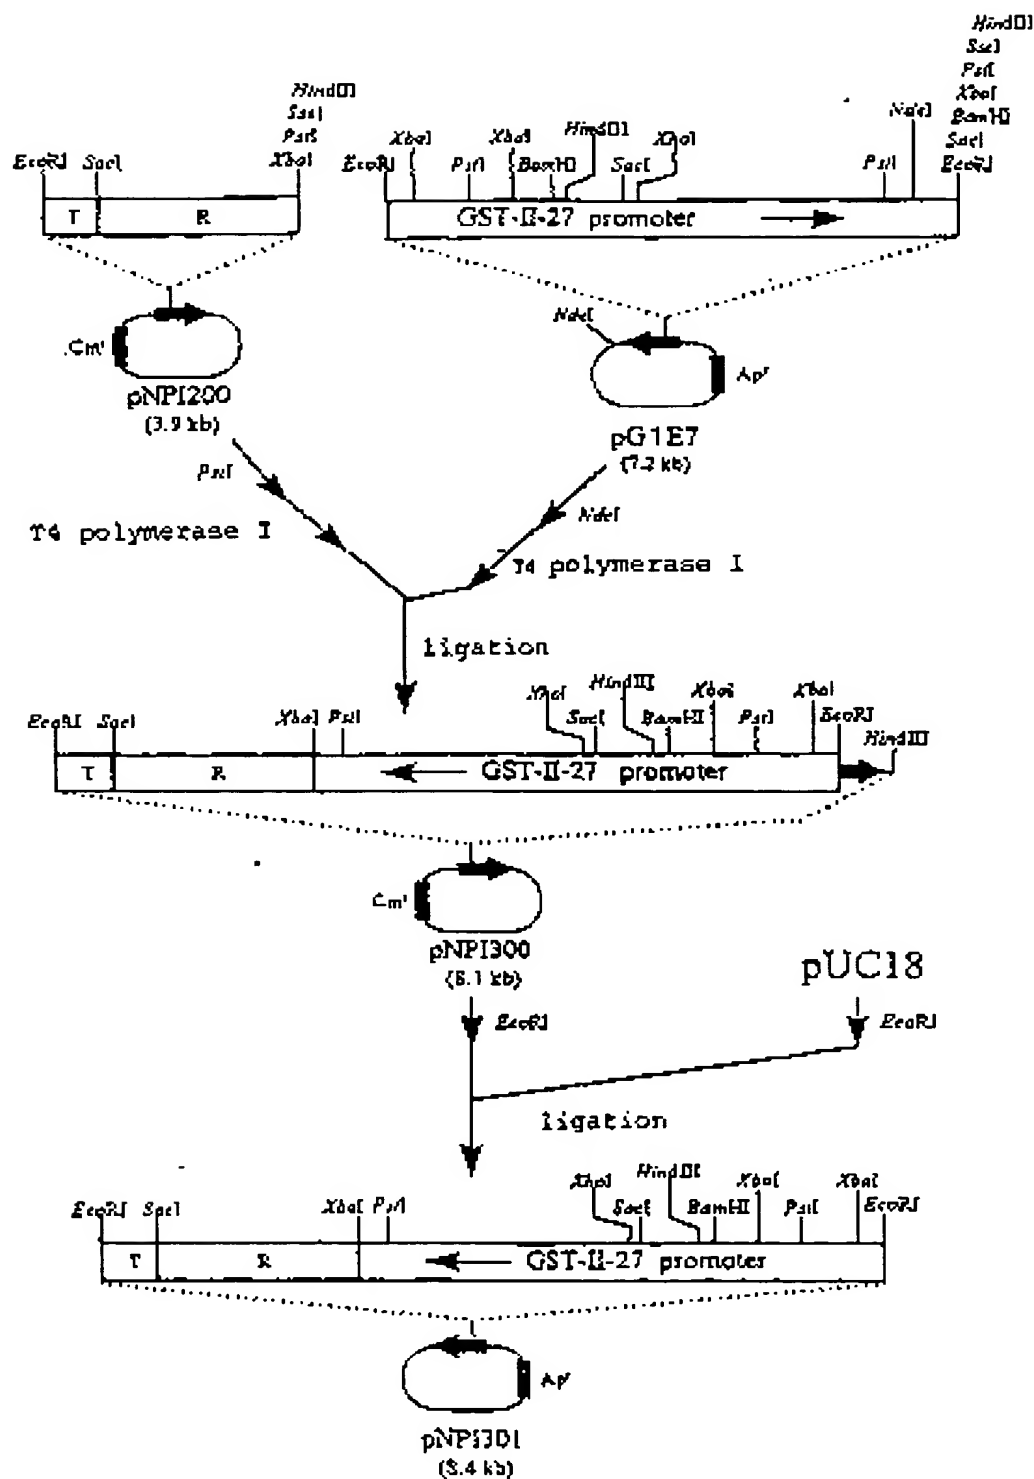 HindIII
SacI
PstI
XbaI
EcoRI
SacI
T
R
HindIII
SacI
PstI
XbaI
BamHI
SacI
EcoRI
NdeI
PstI
EcoRI
XbaI
PstI
XbaI
BamHI
HindIII
SacI
XhoI
GST-II-27 promoter
Cmʳ
pNPI200
(3.9 kb)
NdeI
Apʳ
pG1E7
(7.2 kb)
PstI
T4 polymerase I
NdeI
T4 polymerase I
ligation
EcoRI
SacI
XbaI
PstI
XhoI
SacI
HindIII
BamHI
XbaI
PstI
XbaI
EcoRI
HindIII
T
R
GST-II-27 promoter
Cmʳ
pNPI300
kb)
pUC18
EcoRI
EcoRI
ligation
EcoRI
SacI
XbaI
PstI
XhoI
SacI
HindIII
BamHI
XbaI
PstI
XbaI
EcoRI
T
R
GST-II-27 promoter
Apʳ
pNPI301
kb)